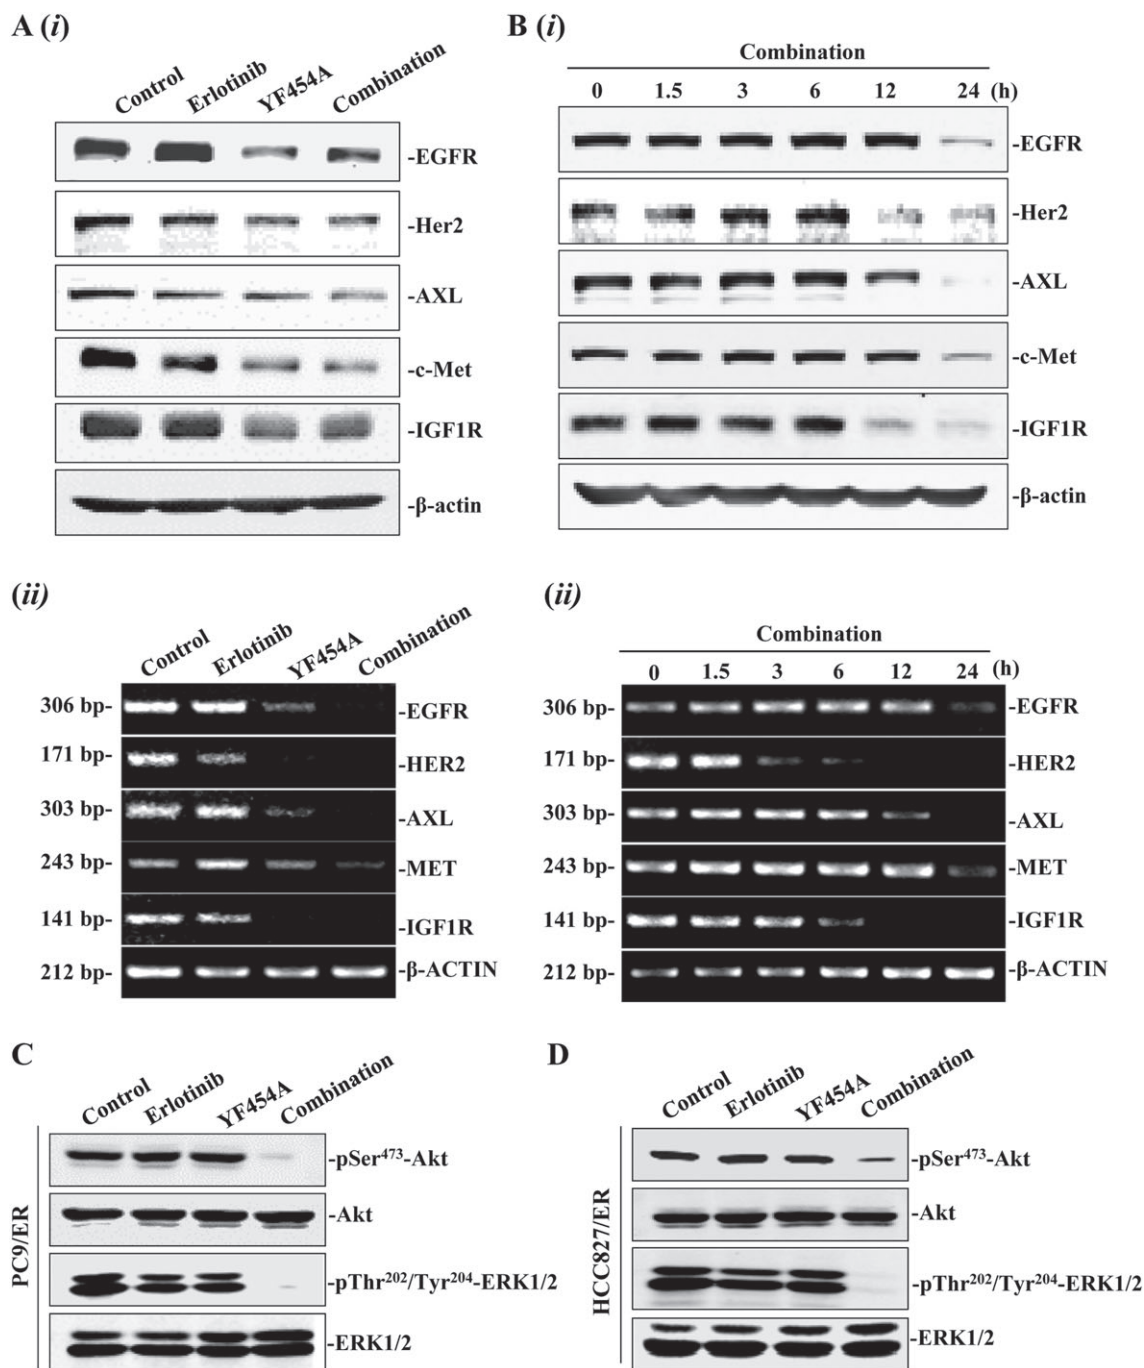 A (i)
Control Erlotinib YF454A Combination
-EGFR
-Her2
-AXL
-c-Met
-IGF1R
-β-actin
B (i)
Combination
0 1.5 3 6 12 24 (h)
-EGFR
-Her2
-AXL
-c-Met
-IGF1R
-β-actin
(ii)
Control Erlotinib YF454A Combination
306 bp- -EGFR
171 bp- -HER2
303 bp- -AXL
243 bp- -MET
141 bp- -IGF1R
212 bp- -β-ACTIN
(ii)
Combination
0 1.5 3 6 12 24 (h)
306 bp- -EGFR
171 bp- -HER2
303 bp- -AXL
243 bp- -MET
141 bp- -IGF1R
212 bp- -β-ACTIN
C
Control Erlotinib YF454A Combination
PC9/ER
-pSer⁴⁷³-Akt
-Akt
-pThr²⁰²/Tyr²⁰⁴-ERK1/2
-ERK1/2
D
Control Erlotinib YF454A Combination
HCC827/ER
-pSer⁴⁷³-Akt
-Akt
-pThr²⁰²/Tyr²⁰⁴-ERK1/2
-ERK1/2